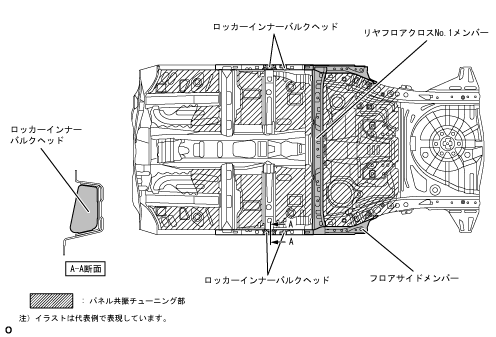 ロッカーインナーバルクヘッド
リヤフロアクロスNo.1メンバー
ロッカーインナー
バルクヘッド
A
A
A-A断面
ロッカーインナーバルクヘッド
フロアサイドメンバー
：パネル共振チューニング部
注）イラストは代表例で表現しています。
O